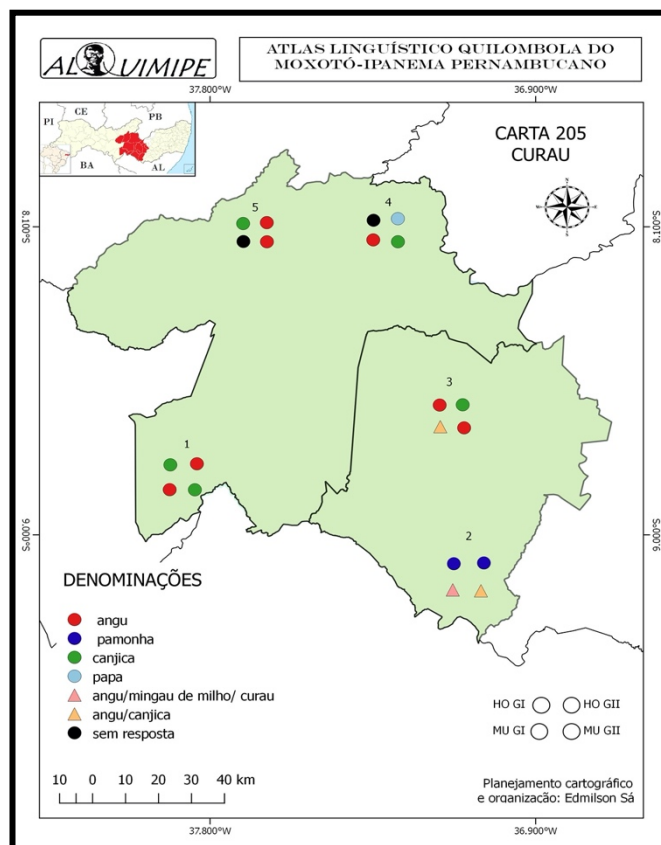 ALQUIMIPE
ATLAS LINGUÍSTICO QUILOMBOLA DO
MOXOTÓ-IPANEMA PERNAMBUCANO
37.800°W
36.900°W
PI
CE
PB
BA
AL
CARTA 205
CURAU
8.100°S
8.100°S
5
4
3
1
2
9.000°S
9.000°S
DENOMINAÇÕES
angu
pamonha
canjica
papa
angu/mingau de milho/ curau
angu/canjica
sem resposta
HO GI
HO GII
MU GI
MU GII
10 0 10 20 30 40 km
Planejamento cartográfico
e organização: Edmilson Sá
37.800°W
36.900°W